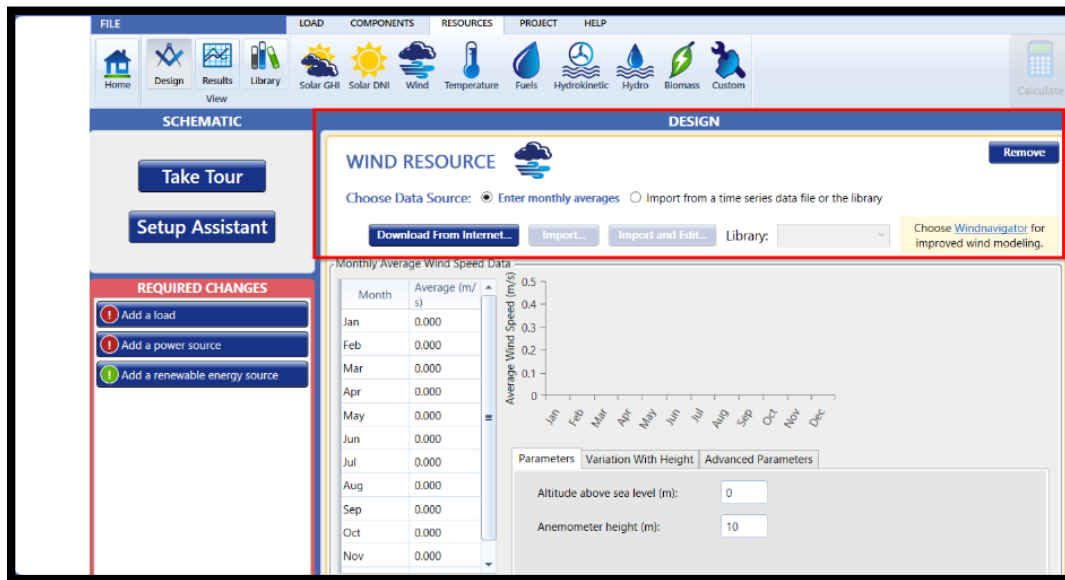 FILE LOAD COMPONENTS RESOURCES PROJECT HELP
Home Design Results Library Solar GHI Solar DNI Wind Temperature Fuels Hydrokinetic Hydro Biomass Custom Calculate
View
SCHEMATIC
Take Tour
Setup Assistant
REQUIRED CHANGES
Add a load
Add a power source
Add a renewable energy source
DESIGN
WIND RESOURCE
Remove
Choose Data Source: Enter monthly averages Import from a time series data file or the library
Download From Internet... Import... Import and Edit... Library:
Choose Windnavigator for
improved wind modeling.
Monthly Average Wind Speed Data
Month Average (m/
s)
Jan 0.000
Feb 0.000
Mar 0.000
Apr 0.000
May 0.000
Jun 0.000
Jul 0.000
Aug 0.000
Sep 0.000
Oct 0.000
Nov 0.000
Average Wind Speed (m/s)
0.5
0.4
0.3
0.2
0.1
0
Jan Feb Mar Apr May Jun Jul Aug Sep Oct Nov Dec
Parameters Variation With Height Advanced Parameters
Altitude above sea level (m): 0
Anemometer height (m): 10